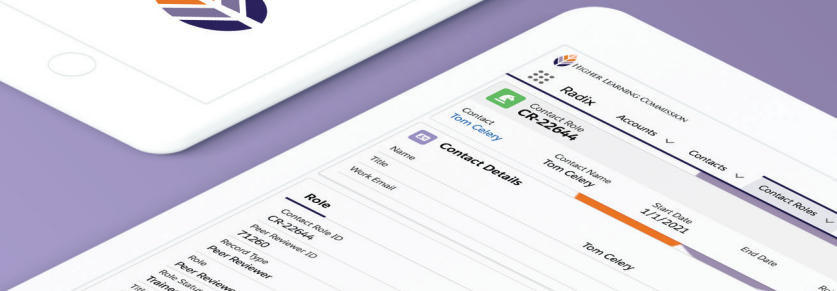 HIGHER LEARNING COMMISSION
Radix
Accounts
Contacts
Contact Roles
Contact Role
CR-22644
Contact
Tom Celery
Contact Name
Tom Celery
Start Date
1/1/2021
End Date
Contact Details
Name
Tom Celery
Title
Work Email
Role
Contact Role ID
CR-22644
Peer Reviewer ID
71260
Record Type
Peer Reviewer
Role
Peer Reviewer
Role Status